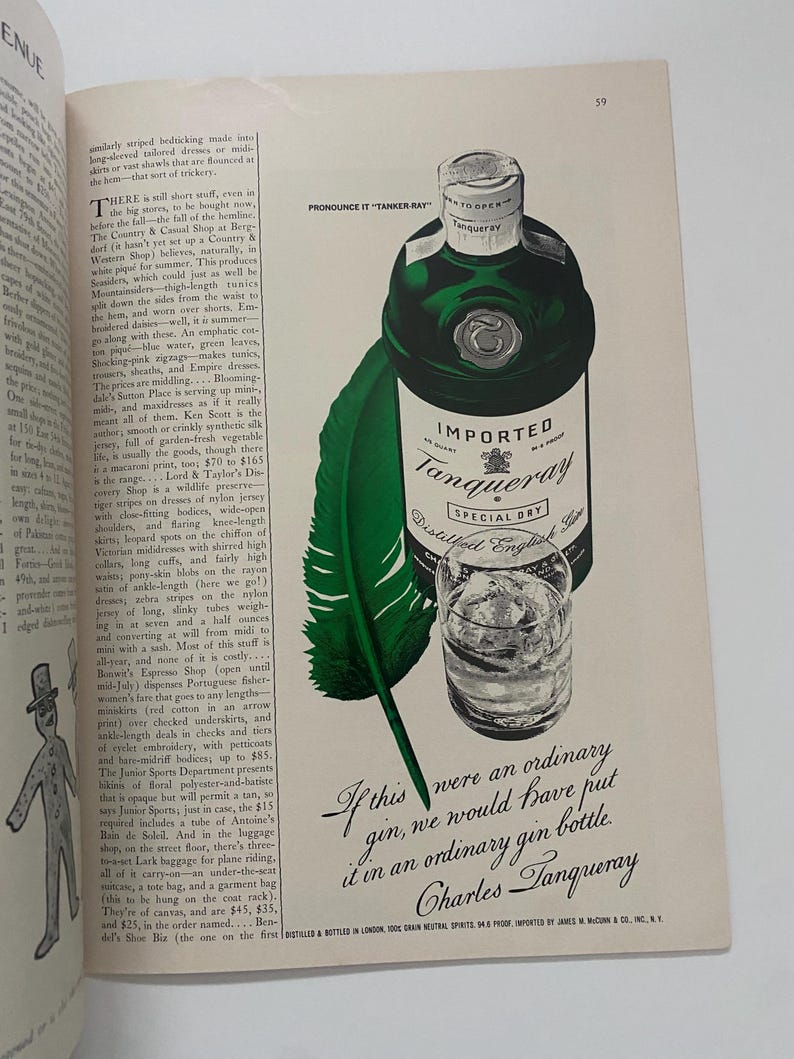 ENUE
59
similarly striped bedticking made into
long-sleeved tailored dresses or midi-
skirts or vast shawls that are flounced at
the hem—that sort of trickery.
THERE is still short stuff, even in
the big stores, to be bought now,
before the fall—the fall of the hemline.
The Country & Casual Shop at Berg-
dorf (it hasn't yet set up a Country &
Western Shop) believes, naturally, in
white piqué for summer. This produces
Seasiders, which could just as well be
Mountainsiders—thigh-length tunics
split down the sides from the waist to
the hem, and worn over shorts. Em-
broidered daisies—well, it is summer—
go along with these. An emphatic cot-
ton piqué—blue water, green leaves,
Shocking-pink zigzags—makes tunics,
trousers, sheaths, and Empire dresses.
The prices are middling. . . . Blooming-
dale's Sutton Place is serving up mini-,
midi-, and maxidresses as if it really
meant all of them. Ken Scott is the
author; smooth or crinkly synthetic silk
jersey, full of garden-fresh vegetable
life, is usually the goods, though there
is a macaroni print, too; $70 to $165
is the range. . . . Lord & Taylor's Dis-
covery Shop is a wildlife preserve—
tiger stripes on dresses of nylon jersey
with close-fitting bodices, wide-open
shoulders, and flaring knee-length
skirts; leopard spots on the chiffon of
Victorian mididresses with shirred high
collars, long cuffs, and fairly high
waists; pony-skin blobs on the rayon
satin of ankle-length (here we go!)
dresses; zebra stripes on the nylon
jersey of long, slinky tubes weigh-
ing in at seven and a half ounces
and converting at will from midi to
mini with a sash. Most of this stuff is
all-year, and none of it is costly. . . .
Bonwit's Espresso Shop (open until
mid-July) dispenses Portuguese fisher-
women's fare that goes to any lengths—
miniskirts (red cotton in an arrow
print) over checked underskirts, and
ankle-length deals in checks and tiers
of eyelet embroidery, with petticoats
and bare-midriff bodices; up to $85.
The Junior Sports Department presents
bikinis of floral polyester-and-batiste
that is opaque but will permit a tan, so
says Junior Sports; just in case, the $15
required includes a tube of Antoine's
Bain de Soleil. And in the luggage
shop, on the street floor, there's three-
to-a-set Lark baggage for plane riding,
all of it carry-on—an under-the-seat
suitcase, a tote bag, and a garment bag
(this to be hung on the coat rack).
They're of canvas, and are $45, $35,
and $25, in the order named. . . . Ben-
del's Shoe Biz (the one on the first
PRONOUNCE IT "TANKER-RAY"
TO OPEN
Tanqueray
IMPORTED
4/5 QUART
94.6 PROOF
Tanqueray
SPECIAL DRY
Distilled English Gin
If this were an ordinary
gin, we would have put
it in an ordinary gin bottle.
Charles Tanqueray
DISTILLED & BOTTLED IN LONDON, 100% GRAIN NEUTRAL SPIRITS. 94.6 PROOF. IMPORTED BY JAMES M. McCUNN & CO., INC., N. Y.